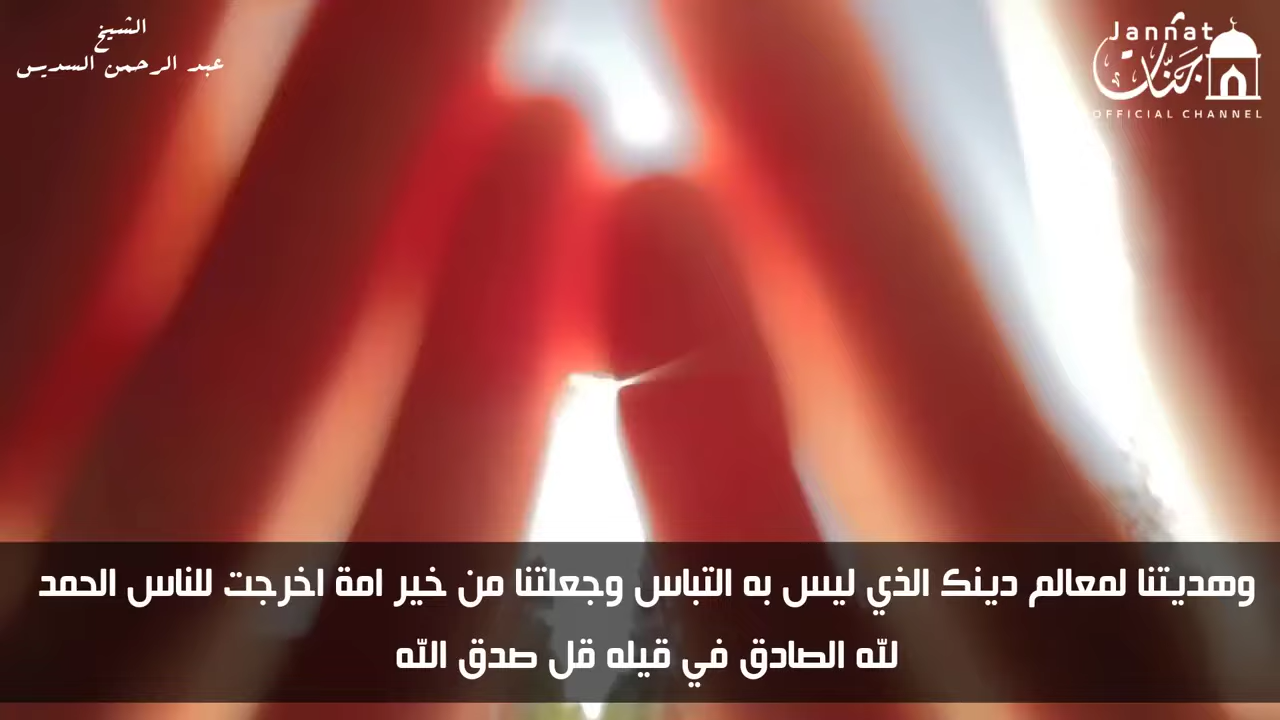 الشيخ
عبد الرحمن السديس
Jannat
جنات
OFFICIAL CHANNEL
وهديتنا لمعالم دينك الذي ليس به التباس وجعلتنا من خير امة اخرجت للناس الحمد
لله الصادق في قيله قل صدق الله